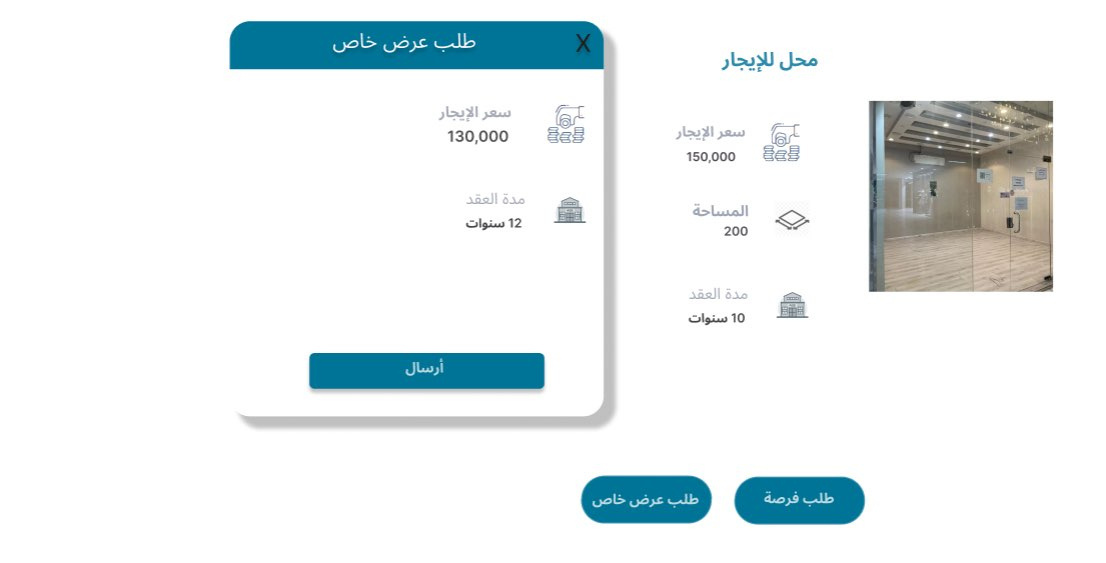 محل للإيجار
سعر الإيجار
150,000
المساحة
200
مدة العقد
10 سنوات
طلب عرض خاص
X
سعر الإيجار
130,000
مدة العقد
12 سنوات
أرسال
طلب فرصة
طلب عرض خاص